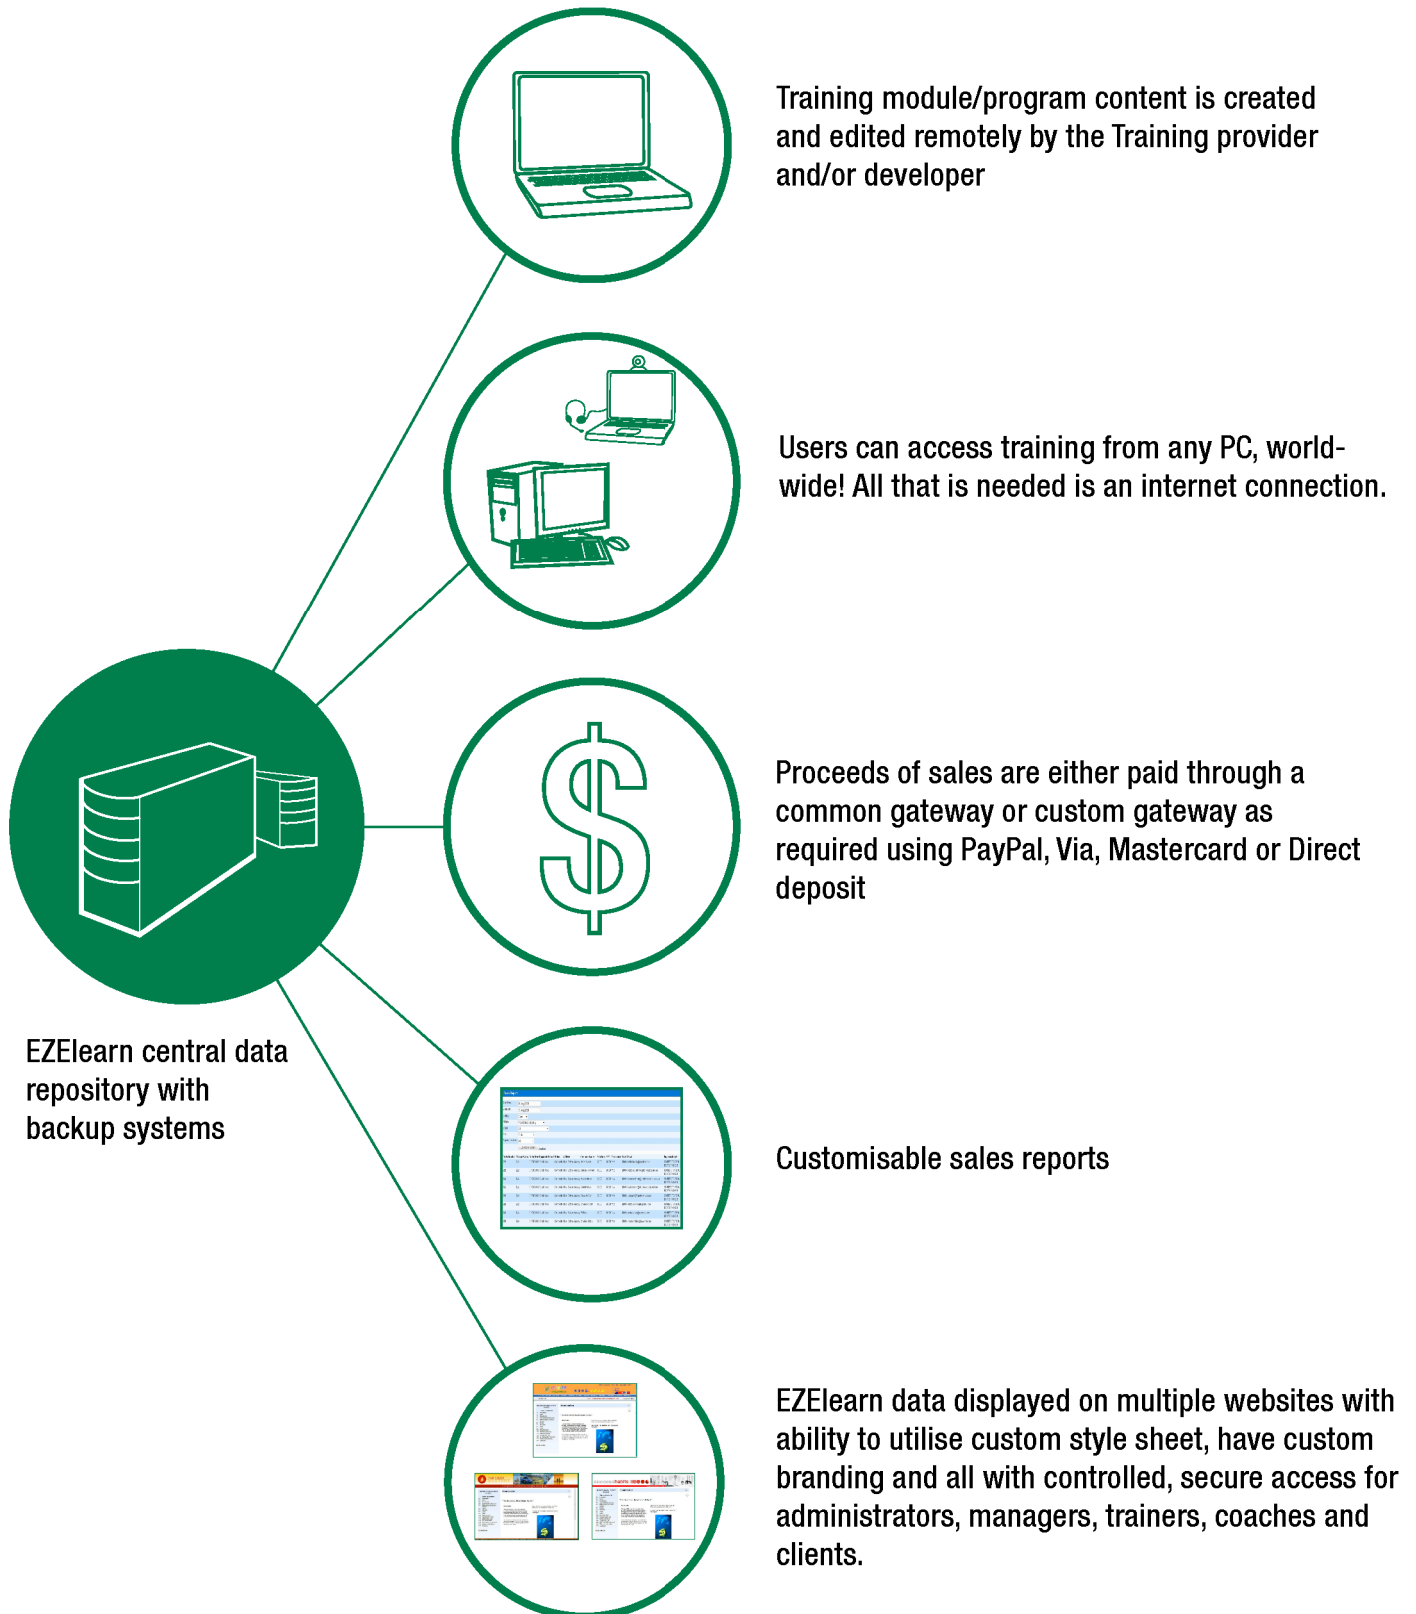 Training module/program content is created
and edited remotely by the Training provider
and/or developer
Users can access training from any PC, world-
wide! All that is needed is an internet connection.
Proceeds of sales are either paid through a
common gateway or custom gateway as
required using PayPal, Via, Mastercard or Direct
deposit
EZElearn central data
repository with
backup systems
Customisable sales reports
EZElearn data displayed on multiple websites with
ability to utilise custom style sheet, have custom
branding and all with controlled, secure access for
administrators, managers, trainers, coaches and
clients.